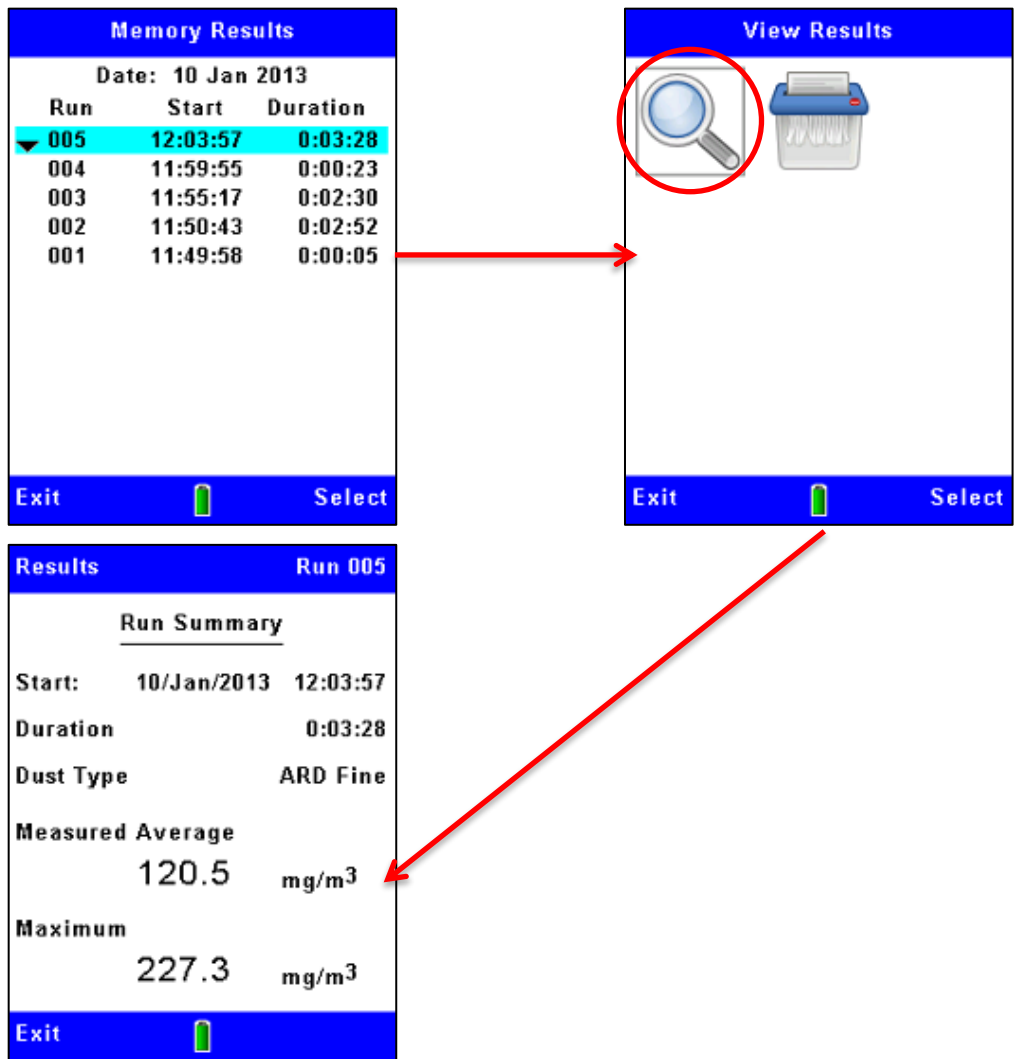 Memory Results
Date: 10 Jan 2013
Run Start Duration
005 12:03:57 0:03:28
004 11:59:55 0:00:23
003 11:55:17 0:02:30
002 11:50:43 0:02:52
001 11:49:58 0:00:05
Exit Select
View Results
Exit Select
Results Run 005
Run Summary
Start: 10/Jan/2013 12:03:57
Duration 0:03:28
Dust Type ARD Fine
Measured Average
120.5 mg/m3
Maximum
227.3 mg/m3
Exit